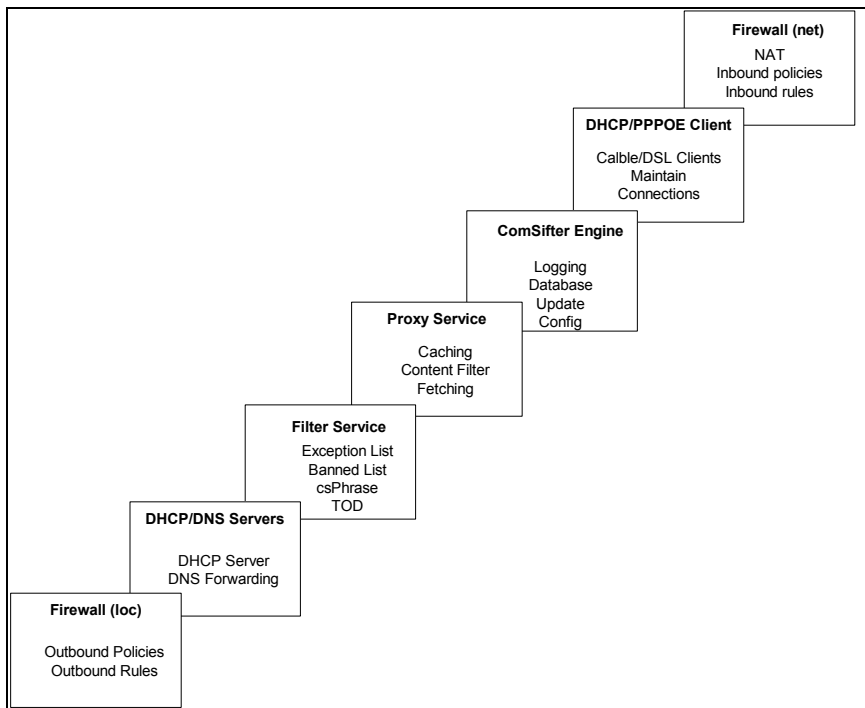 Firewall (net)
NAT
Inbound policies
Inbound rules
DHCP/PPPOE Client
Calble/DSL Clients
Maintain
Connections
ComSifter Engine
Logging
Database
Update
Config
Proxy Service
Caching
Content Filter
Fetching
Filter Service
Exception List
Banned List
csPhrase
TOD
DHCP/DNS Servers
DHCP Server
DNS Forwarding
Firewall (loc)
Outbound Policies
Outbound Rules